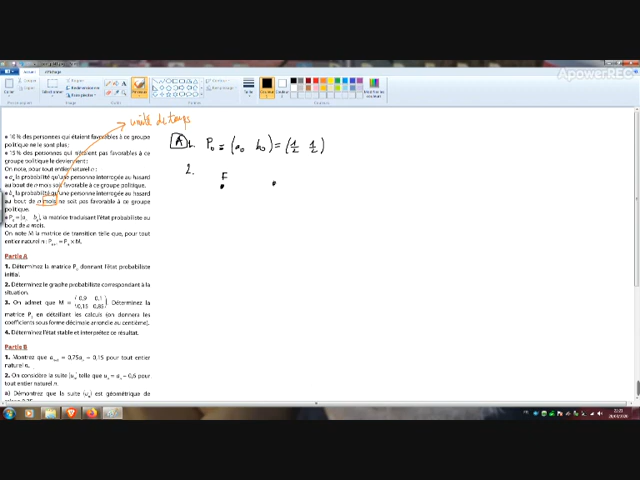 ApowerREC
Accueil Affichage
unité de temps
• 10 % des personnes qui étaient favorables à ce groupe
politique ne le sont plus ;
• 15 % des personnes n'étaient pas favorables à ce
groupe politique le deviennent ;
On note, pour tout entier naturel n :
• aₙ la probabilité qu'une personne interrogée au hasard
au bout de n mois soit favorable à ce groupe politique.
• bₙ la probabilité qu'une personne interrogée au hasard
au bout de n mois ne soit pas favorable à ce groupe
politique.
• Pₙ = (aₙ bₙ), la matrice traduisant l'état probabiliste au
bout de n mois.
On note M la matrice de transition telle que, pour tout
entier naturel n : Pₙ₊₁ = Pₙ × M.
Partie A
1. Déterminez la matrice P₀ donnant l'état probabiliste
initial.
2. Déterminez le graphe probabiliste correspondant à la
situation.
3. On admet que M = (0,9 0,1
0,15 0,85). Déterminez la
matrice en détaillant les calculs (on donnera les
coefficients sous forme décimale arrondie au centième).
4. Déterminez l'état stable et interprétez ce résultat.
Partie B
1. Montrez que aₙ₊₁ = 0,75aₙ + 0,15 pour tout entier
naturel n.
2. On considère la suite (uₙ) telle que uₙ = aₙ – 0,6 pour
tout entier naturel n.
a) Démontrez que la suite (uₙ) est géométrique de
A 1. P₀ = (a₀ b₀) = (1/2 1/2)
2.
F